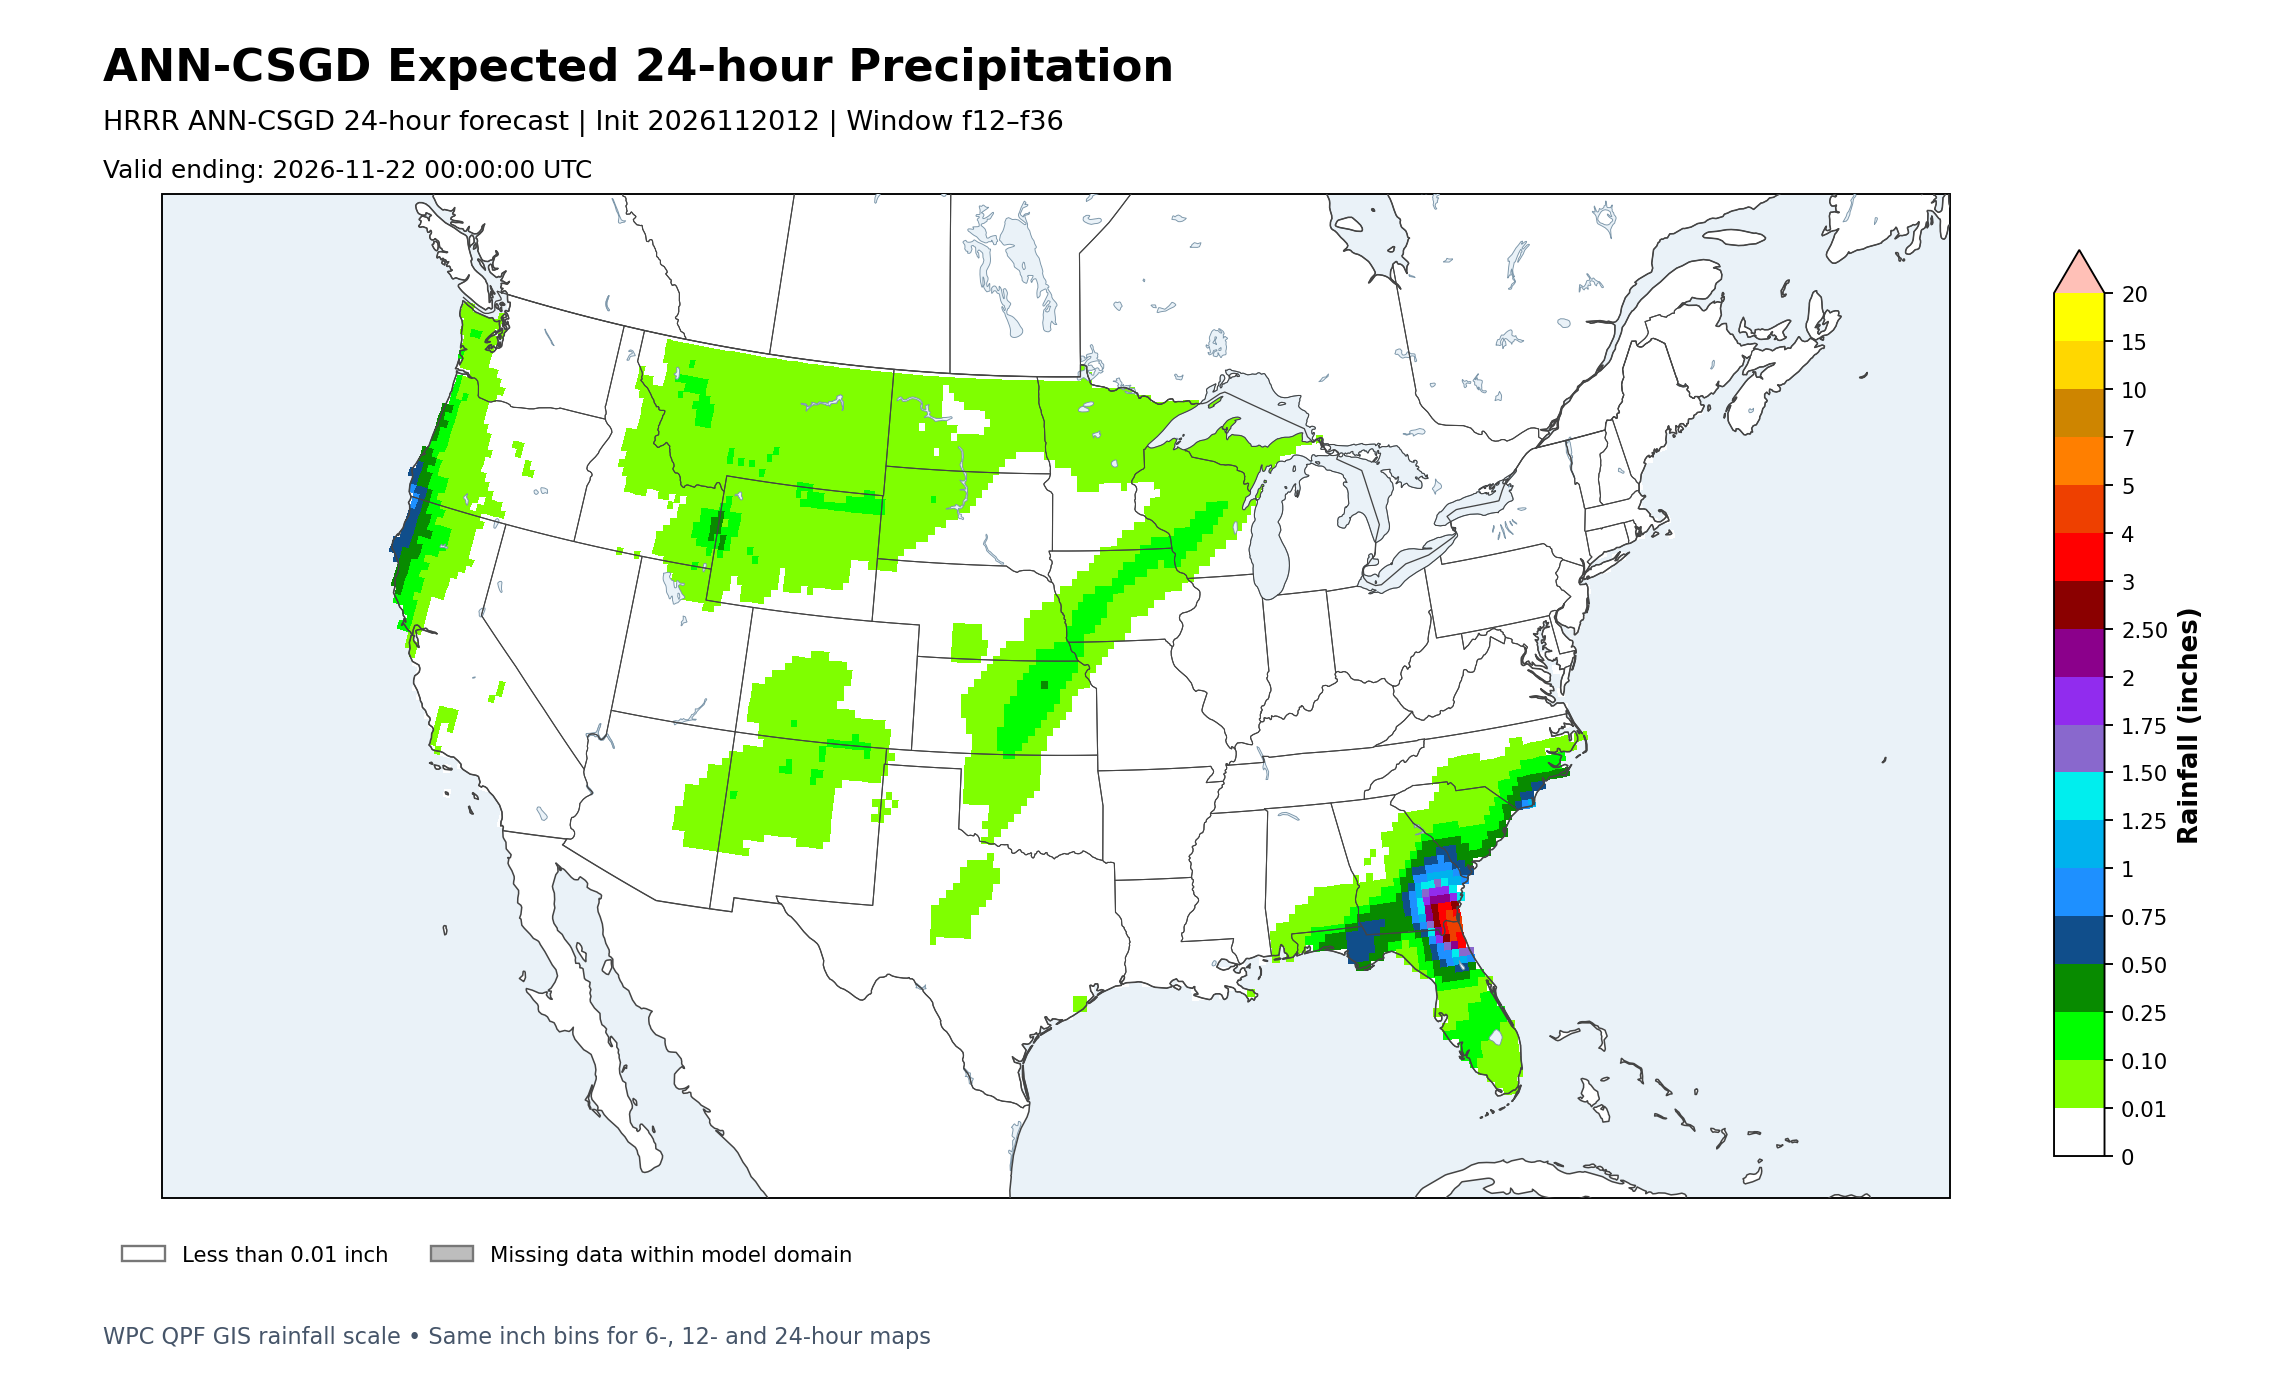 ANN-CSGD Expected 24-hour Precipitation
HRRR ANN-CSGD 24-hour forecast | Init 2026112012 | Window f12–f36
Valid ending: 2026-11-22 00:00:00 UTC
20
15
10
7
5
4
3
2.50
2
1.75
1.50
1.25
1
0.75
0.50
0.25
0.10
0.01
0
Rainfall (inches)
Less than 0.01 inch
Missing data within model domain
WPC QPF GIS rainfall scale • Same inch bins for 6-, 12- and 24-hour maps